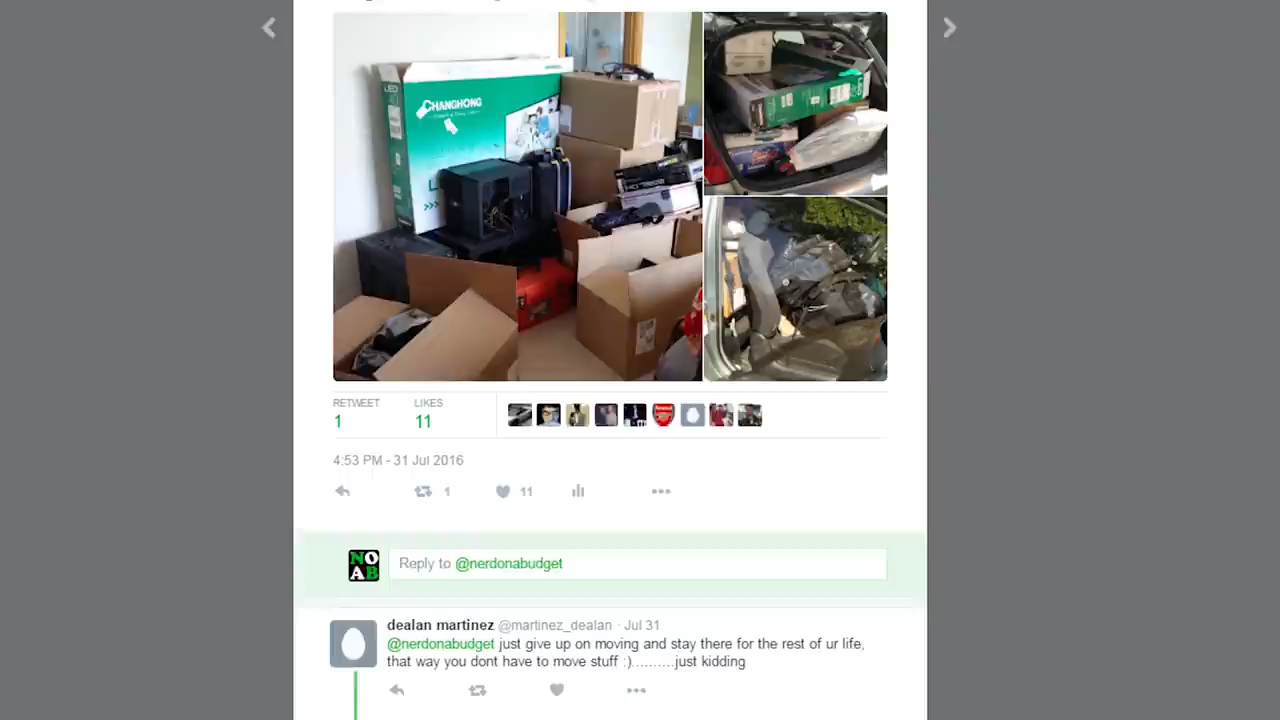 CHANGHONG
RETWEET
LIKES
1
11
4:53 PM - 31 Jul 2016
1
11
NO
AB
Reply to @nerdonabudget
dealan martinez @martinez_dealan · Jul 31
@nerdonabudget just give up on moving and stay there for the rest of ur life,
that way you dont have to move stuff :)..........just kidding